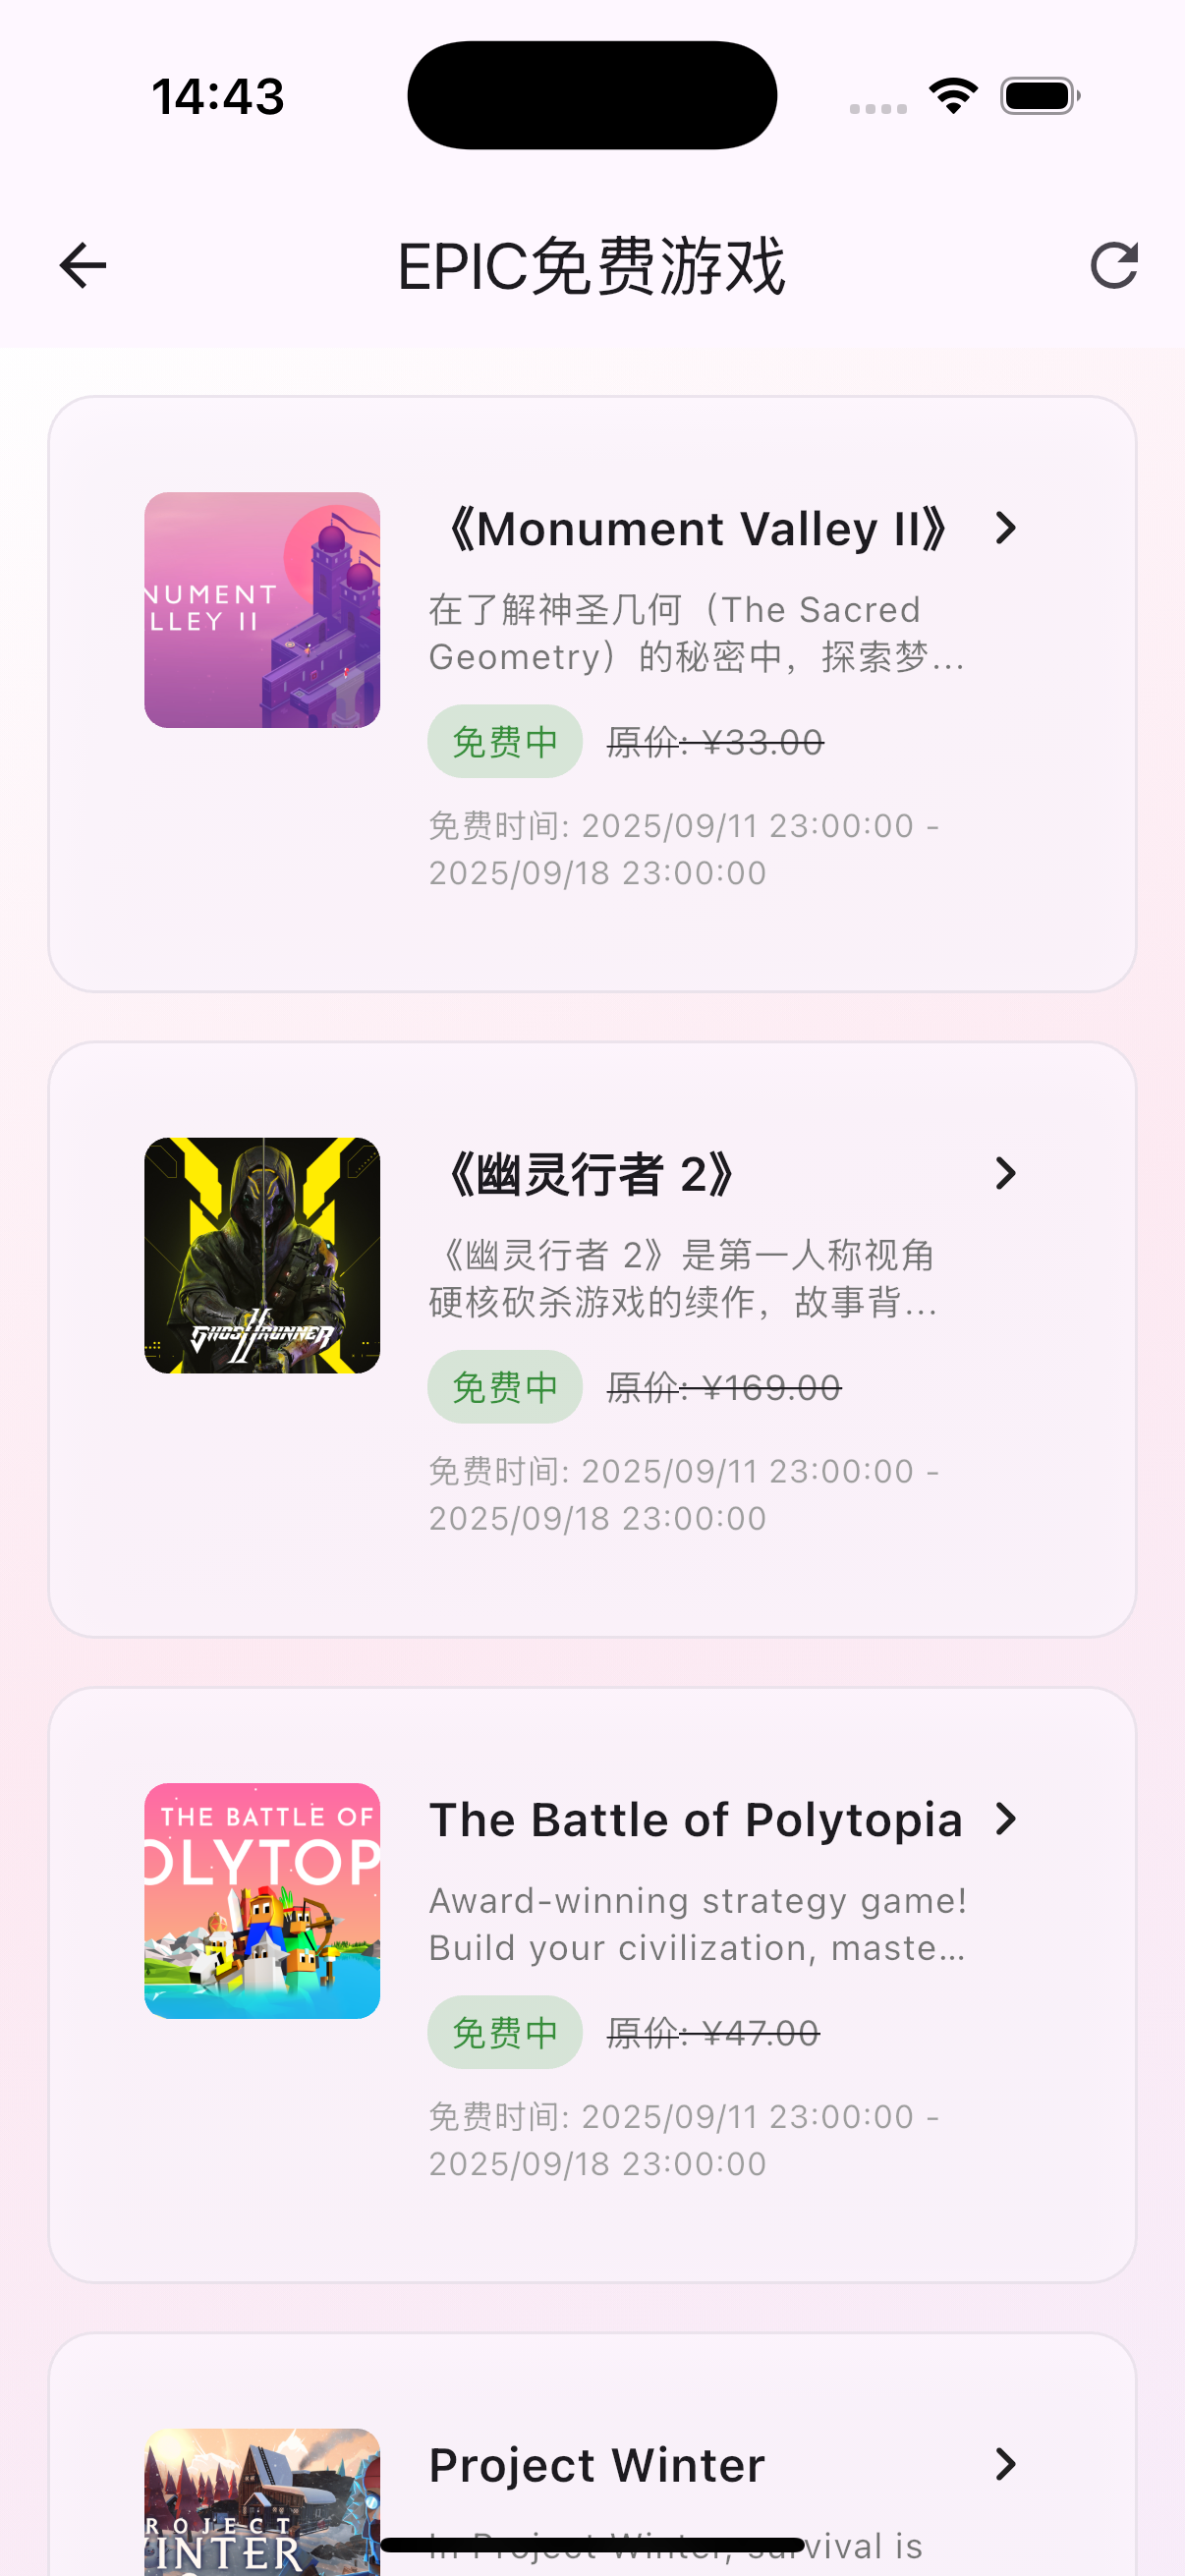 14:43
EPIC免费游戏
NUMENT
LLEY II
《Monument Valley II》
在了解神圣几何（The Sacred
Geometry）的秘密中，探索梦...
免费中 原价: ¥33.00
免费时间: 2025/09/11 23:00:00 -
2025/09/18 23:00:00
GHOSTRUNNER
II
《幽灵行者 2》
《幽灵行者 2》是第一人称视角
硬核砍杀游戏的续作，故事背...
免费中 原价: ¥169.00
免费时间: 2025/09/11 23:00:00 -
2025/09/18 23:00:00
THE BATTLE OF
OLYTOP
The Battle of Polytopia
Award-winning strategy game!
Build your civilization, maste...
免费中 原价: ¥47.00
免费时间: 2025/09/11 23:00:00 -
2025/09/18 23:00:00
ROJECT
INTER
Project Winter
In Project Winter, survival is